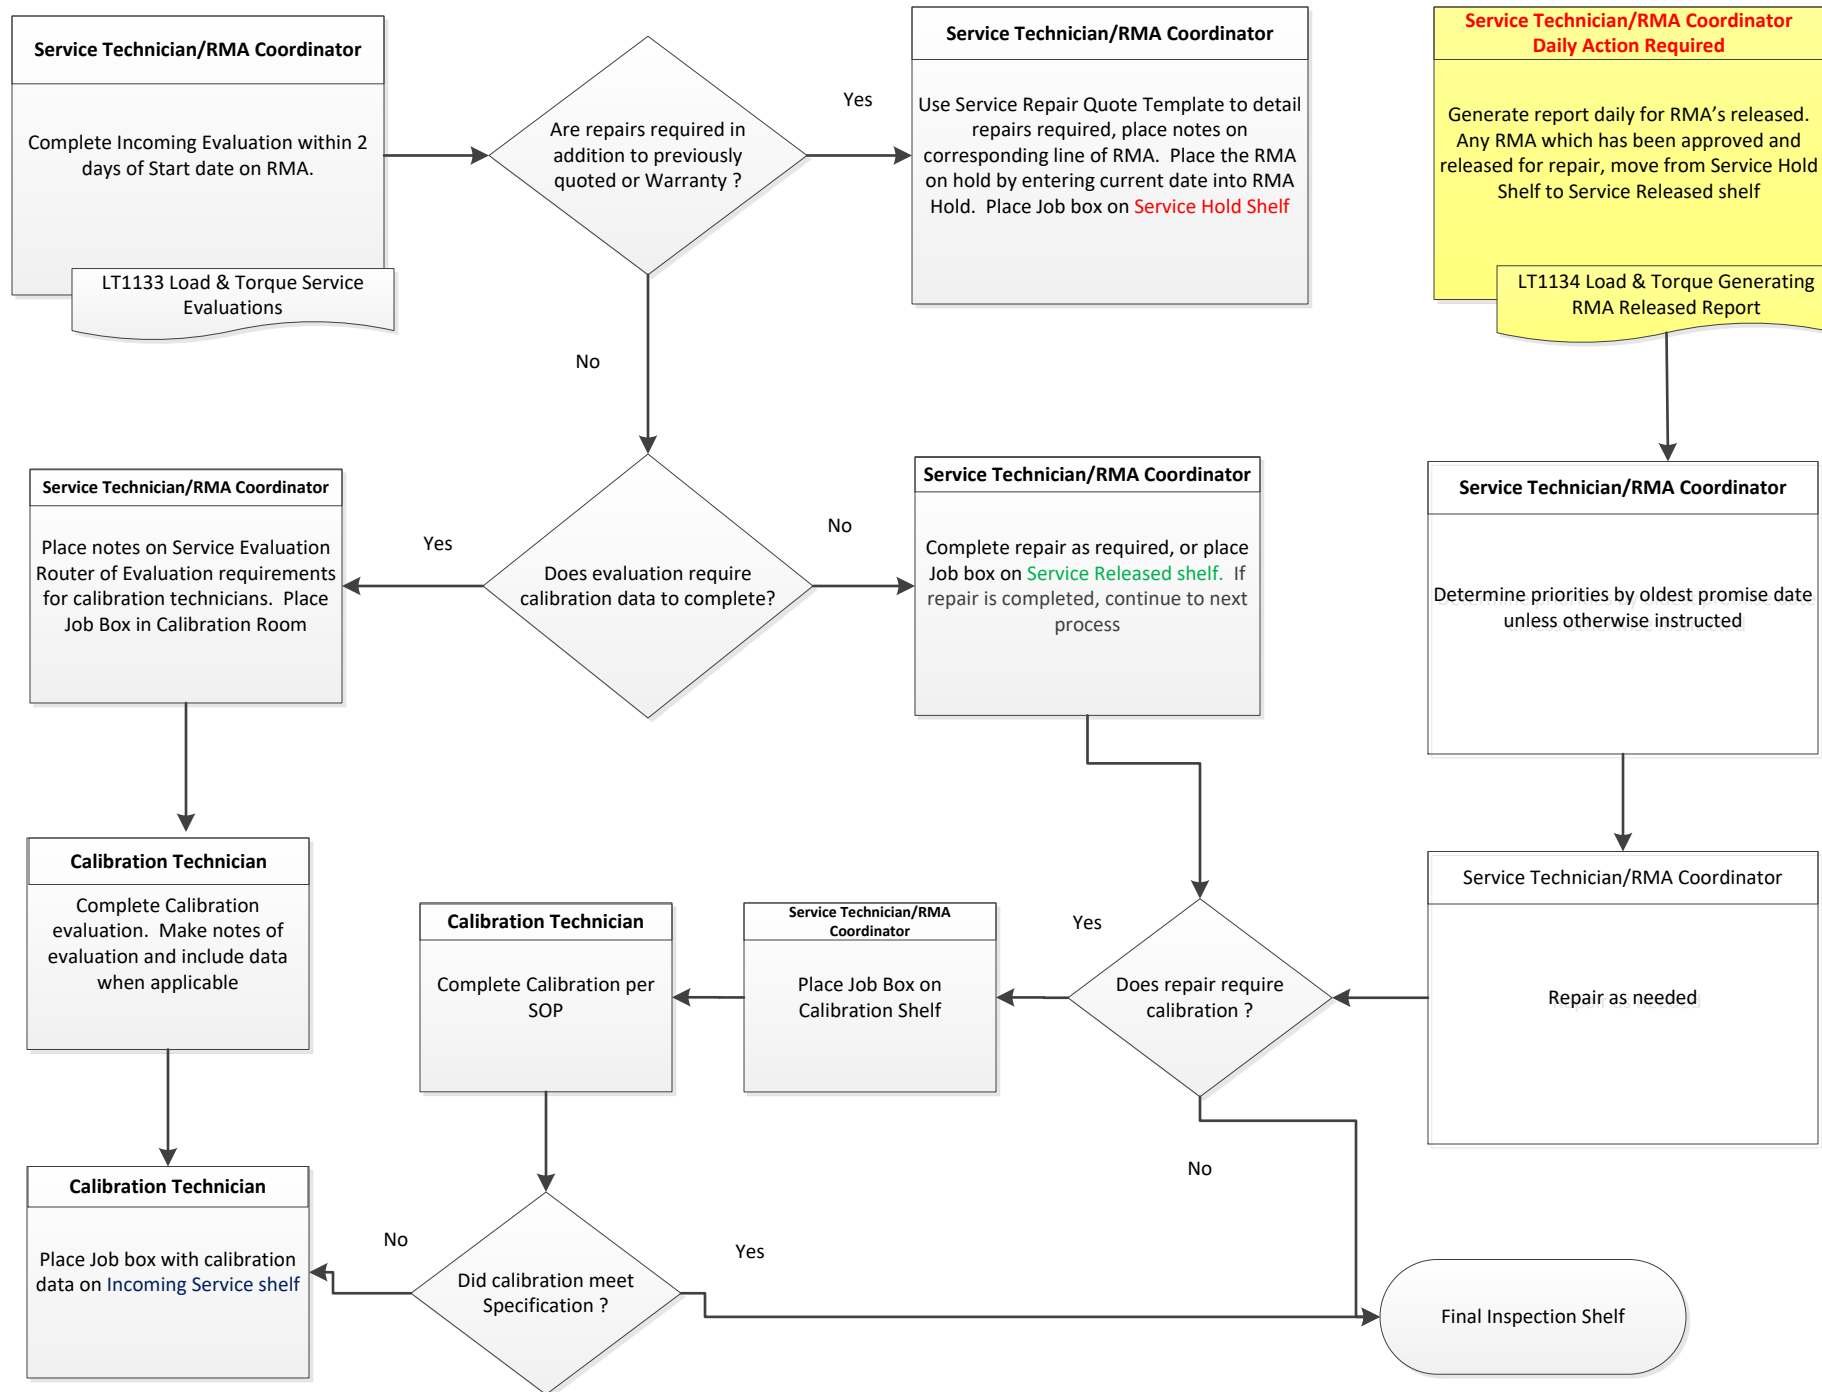 Service Technician/RMA Coordinator
Complete Incoming Evaluation within 2
days of Start date on RMA.
LT1133 Load & Torque Service
Evaluations
Are repairs required in
addition to previously
quoted or Warranty ?
Yes
No
Service Technician/RMA Coordinator
Use Service Repair Quote Template to detail
repairs required, place notes on
corresponding line of RMA.  Place the RMA
on hold by entering current date into RMA
Hold.  Place Job box on Service Hold Shelf
Service Technician/RMA Coordinator
Daily Action Required
Generate report daily for RMA's released.
Any RMA which has been approved and
released for repair, move from Service Hold
Shelf to Service Released shelf
LT1134 Load & Torque Generating
RMA Released Report
Service Technician/RMA Coordinator
Place notes on Service Evaluation
Router of Evaluation requirements
for calibration technicians.  Place
Job Box in Calibration Room
Yes
Does evaluation require
calibration data to complete?
No
Service Technician/RMA Coordinator
Complete repair as required, or place
Job box on Service Released shelf.  If
repair is completed, continue to next
process
Service Technician/RMA Coordinator
Determine priorities by oldest promise date
unless otherwise instructed
Calibration Technician
Complete Calibration
evaluation.  Make notes of
evaluation and include data
when applicable
Calibration Technician
Complete Calibration per
SOP
Service Technician/RMA
Coordinator
Place Job Box on
Calibration Shelf
Yes
Does repair require
calibration ?
No
Service Technician/RMA Coordinator
Repair as needed
Calibration Technician
Place Job box with calibration
data on Incoming Service shelf
No
Did calibration meet
Specification ?
Yes
Final Inspection Shelf